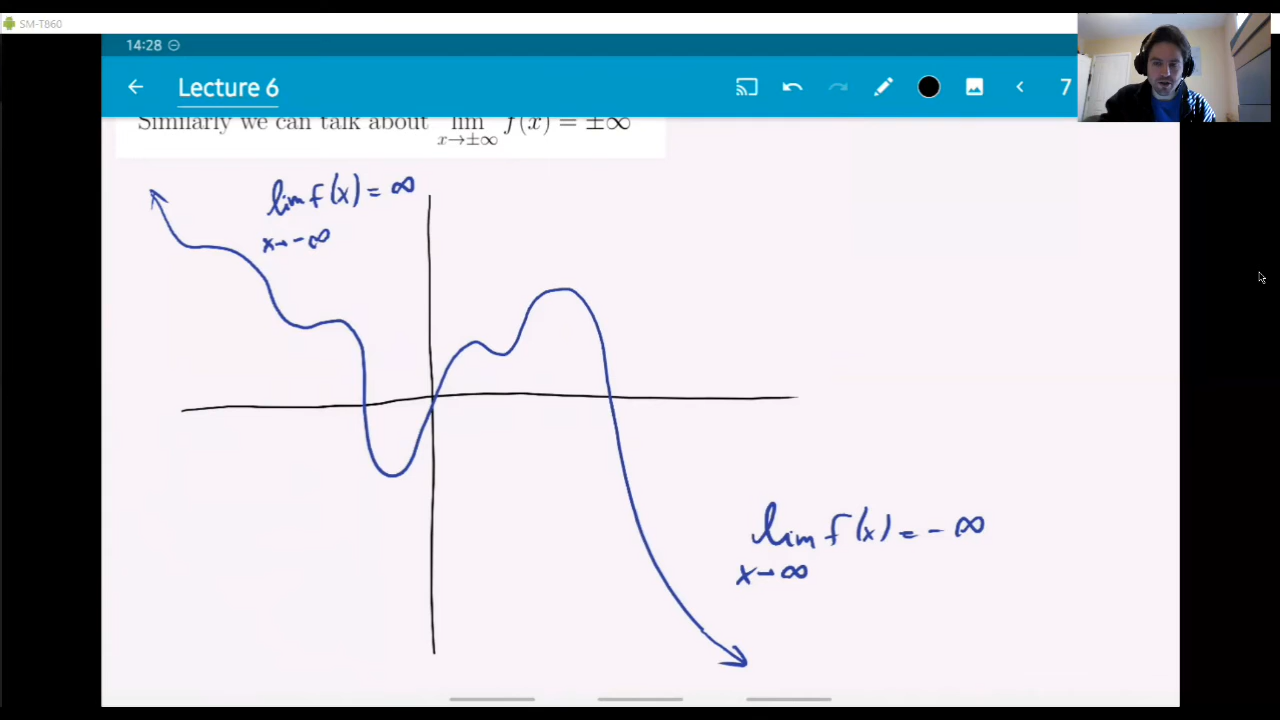 SM-T860
14:28
Lecture 6
7
Similarly we can talk about lim f(x) = ±∞
x→±∞
lim f(x) = ∞
x→-∞
lim f(x) = -∞
x→∞